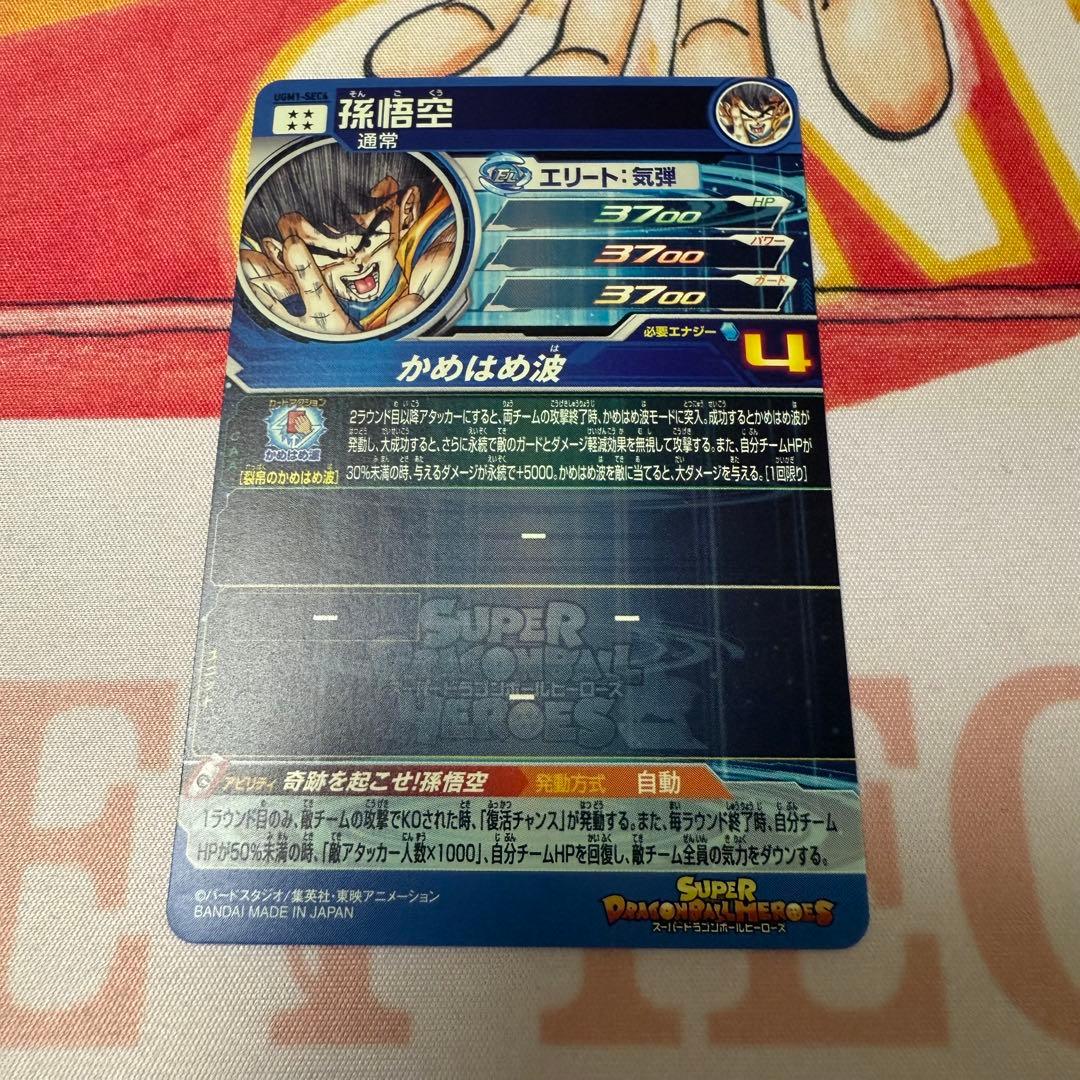 UGM1-SEC4
そん ご くう
孫悟空
通常
EL エリート:気弾
3700 HP
3700 パワー
3700 ガード
必要エナジー 4
は
かめはめ波
カードアクション
かめはめ波
[裂帛のかめはめ波]
2ラウンド目以降アタッカーにすると、両チームの攻撃終了時、かめはめ波モードに突入。成功するとかめはめ波が
発動し、大成功すると、さらに永続で敵のガードとダメージ軽減効果を無視して攻撃する。また、自分チームHPが
30%未満の時、与えるダメージが永続で+5000。かめはめ波を敵に当てると、大ダメージを与える。[1回限り]
SUPER
DRAGONBALL
スーパードラゴンボールヒーローズ
HEROES
G アビリティ 奇跡を起こせ!孫悟空 発動方式 自動
1ラウンド目のみ、敵チームの攻撃でKOされた時、「復活チャンス」が発動する。また、毎ラウンド終了時、自分チーム
HPが50%未満の時、「敵アタッカー人数×1000」、自分チームHPを回復し、敵チーム全員の気力をダウンする。
©バードスタジオ/集英社・東映アニメーション
BANDAI MADE IN JAPAN
SUPER
DRAGONBALL HEROES
スーパードラゴンボールヒーローズ